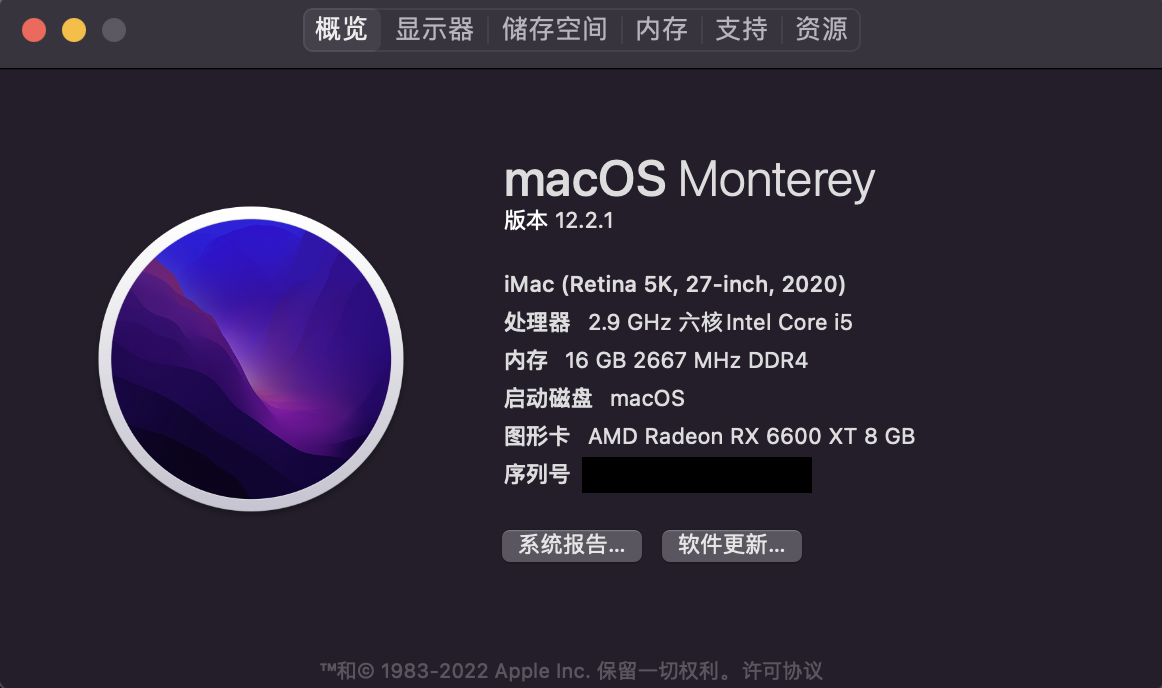 概览 显示器 储存空间 内存 支持 资源
macOS Monterey
版本 12.2.1
iMac (Retina 5K, 27-inch, 2020)
处理器 2.9 GHz 六核Intel Core i5
内存 16 GB 2667 MHz DDR4
启动磁盘 macOS
图形卡 AMD Radeon RX 6600 XT 8 GB
序列号
系统报告... 软件更新...
™和© 1983-2022 Apple Inc. 保留一切权利。许可协议